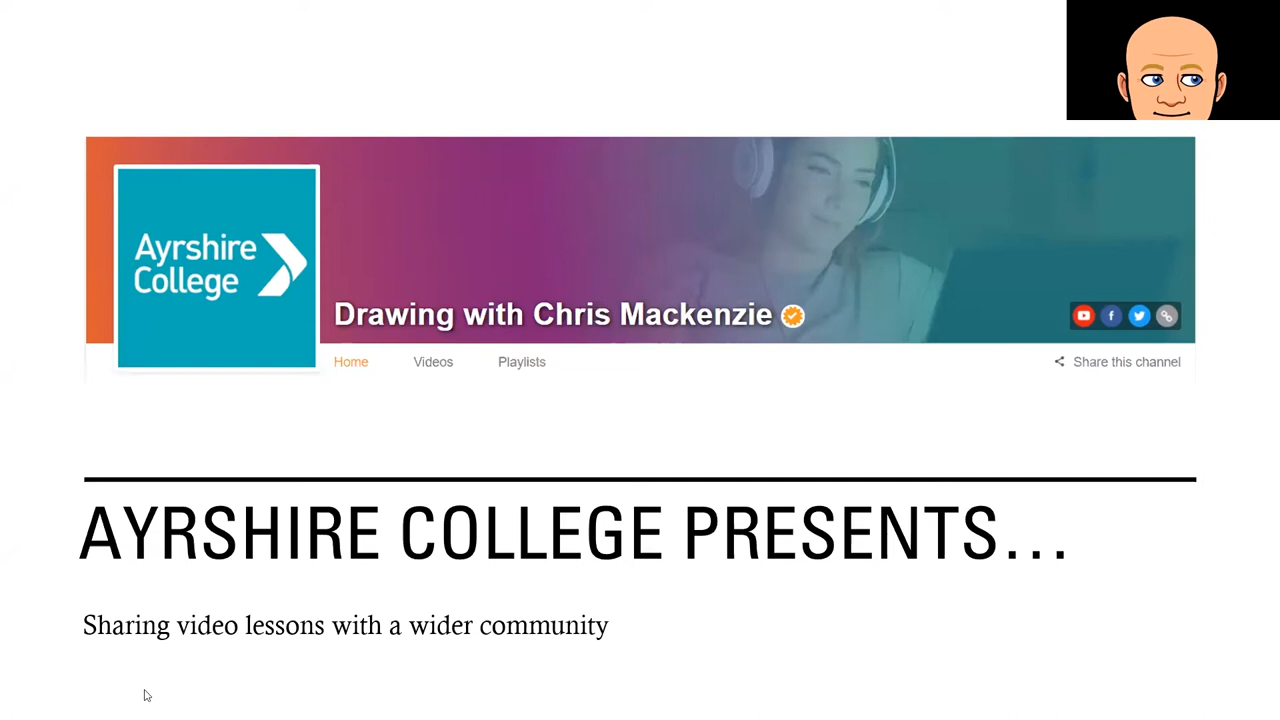 Ayrshire
College
Drawing with Chris Mackenzie
Home Videos Playlists Share this channel
AYRSHIRE COLLEGE PRESENTS...
Sharing video lessons with a wider community